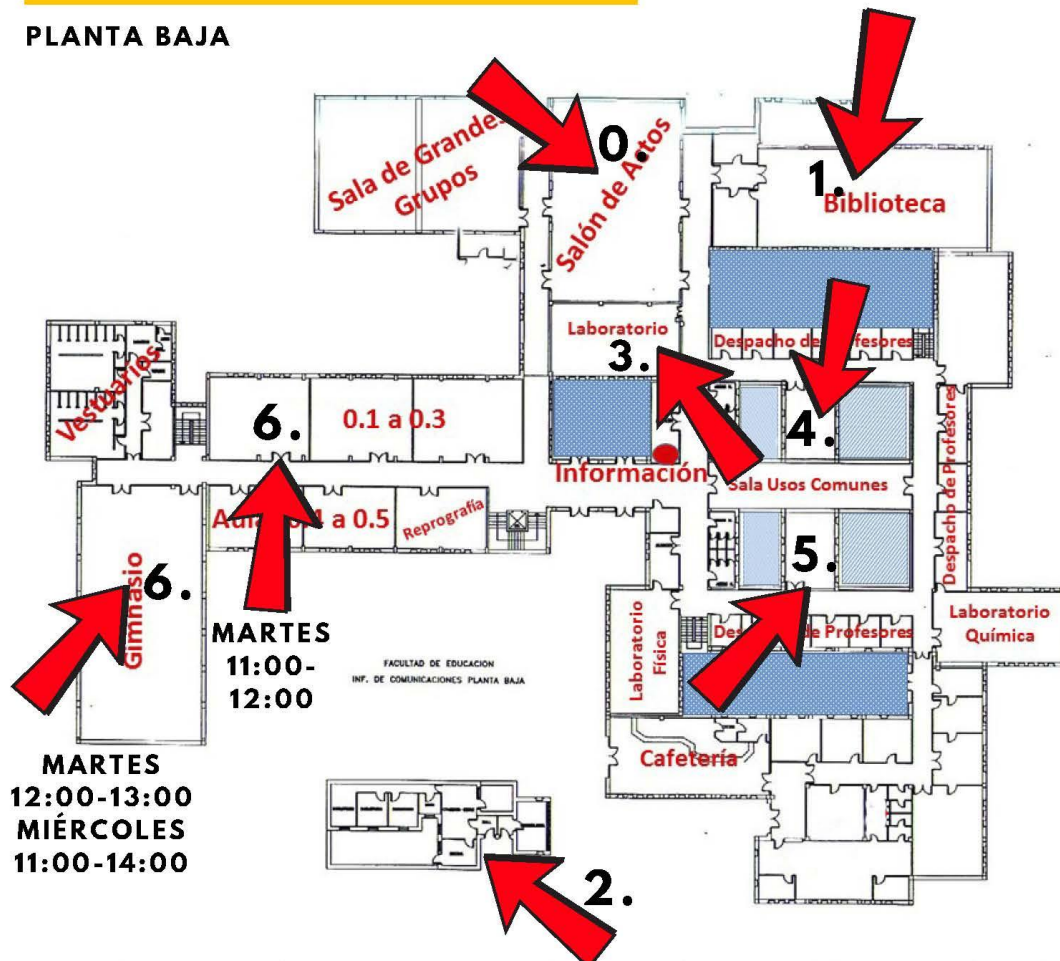 PLANTA BAJA
Sala de Grandes
Grupos
0.
Salón de Actos
1.
Biblioteca
Laboratorio
3.
Despacho de Profesores
Vestuarios
6.
0.1 a 0.3
4.
Información
Sala Usos Comunes
Despacho de Profesores
Reprografía
5.
Gimnasio
6.
MARTES
11:00-
12:00
Laboratorio
Física
Laboratorio
Química
FACULTAD DE EDUCACION
INF. DE COMUNICACIONES PLANTA BAJA
Cafetería
MARTES
12:00-13:00
MIÉRCOLES
11:00-14:00
2.